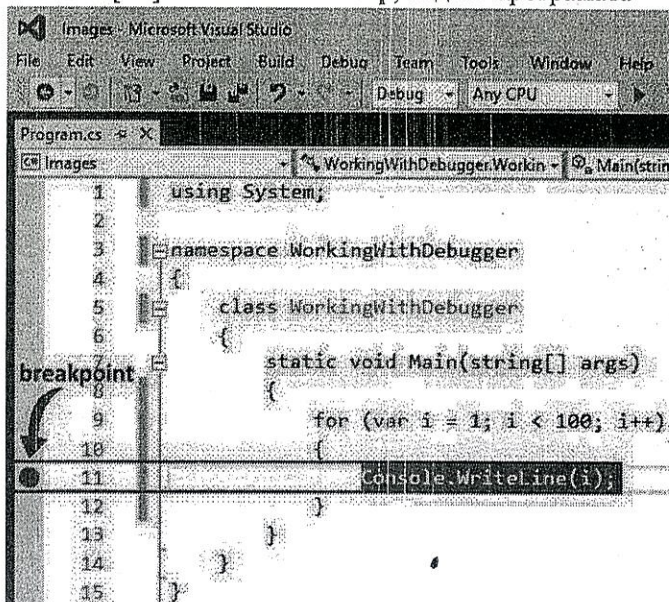 Images - Microsoft Visual Studio
File Edit View Project Build Debug Team Tools Window Help
Debug Any CPU
Program.cs
C# Images WorkingWithDebugger.Workin Main(strin
1 using System;
2
3 namespace WorkingWithDebugger
4 {
5 class WorkingWithDebugger
6 {
7 static void Main(string[] args)
breakpoint
8 {
9 for (var i = 1; i < 100; i++)
10 {
11 Console.WriteLine(i);
12 }
13 }
14 }
15 }